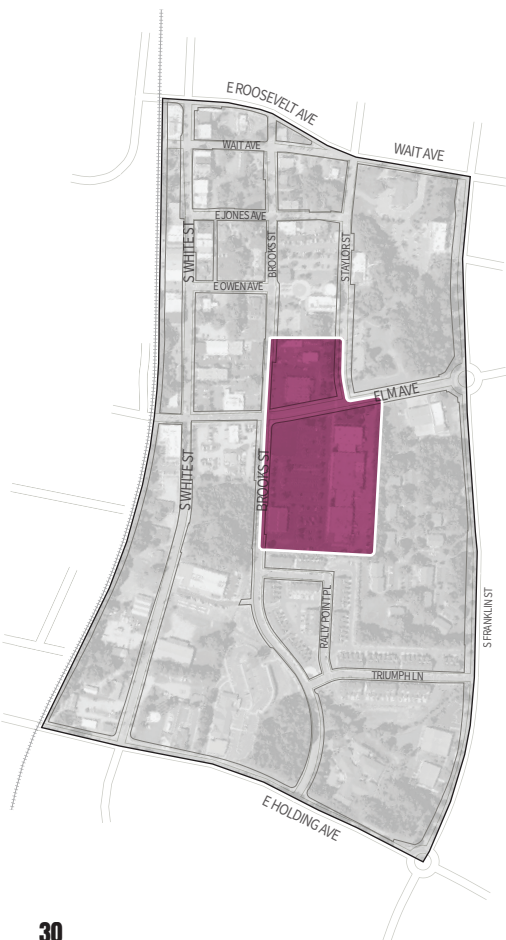 E ROOSEVELT AVE
WAIT AVE
WAIT AVE
E JONES AVE
S WHITE ST
BROOKS ST
S TAYLOR ST
E OWEN AVE
ELM AVE
S WHITE ST
BROOKS ST
RALLY POINT PL
S FRANKLIN ST
TRIUMPH LN
E HOLDING AVE
30